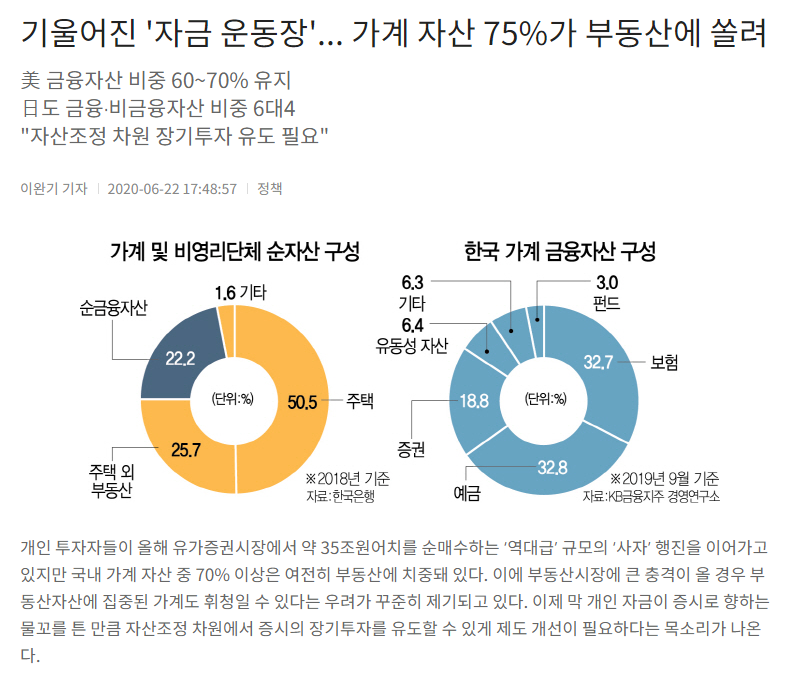 기울어진 '자금 운동장'... 가계 자산 75%가 부동산에 쏠려
美 금융자산 비중 60~70% 유지
日도 금융·비금융자산 비중 6대4
"자산조정 차원 장기투자 유도 필요"
이완기 기자 | 2020-06-22 17:48:57 | 정책
가계 및 비영리단체 순자산 구성
1.6 기타
순금융자산
22.2
(단위:%)
50.5
주택
25.7
주택 외
부동산
※2018년 기준
자료:한국은행
한국 가계 금융자산 구성
6.3
기타
3.0
펀드
6.4
유동성 자산
32.7
보험
18.8
(단위:%)
증권
32.8
예금
※2019년 9월 기준
자료:KB금융지주 경영연구소
개인 투자자들이 올해 유가증권시장에서 약 35조원어치를 순매수하는 ‘역대급’ 규모의 ‘사자’ 행진을 이어가고
있지만 국내 가계 자산 중 70% 이상은 여전히 부동산에 치중돼 있다. 이에 부동산시장에 큰 충격이 올 경우 부
동산자산에 집중된 가계도 휘청일 수 있다는 우려가 꾸준히 제기되고 있다. 이제 막 개인 자금이 증시로 향하는
물꼬를 튼 만큼 자산조정 차원에서 증시의 장기투자를 유도할 수 있게 제도 개선이 필요하다는 목소리가 나온
다.